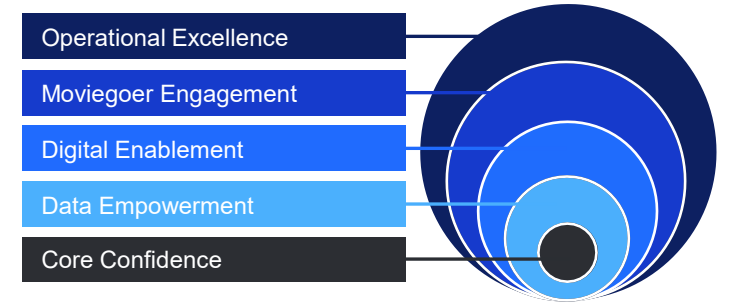 Operational Excellence
Moviegoer Engagement
Digital Enablement
Data Empowerment
Core Confidence